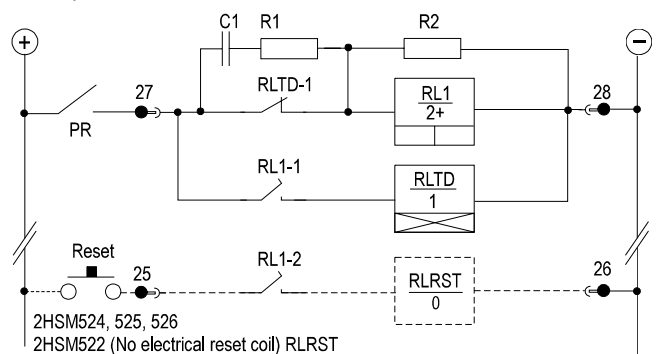 C1 R1 R2
+ −
27 RLTD-1 RL1 28
2+
PR
RL1-1 RLTD
1
Reset
25 RL1-2 RLRST 26
0
2HSM524, 525, 526
2HSM522 (No electrical reset coil) RLRST